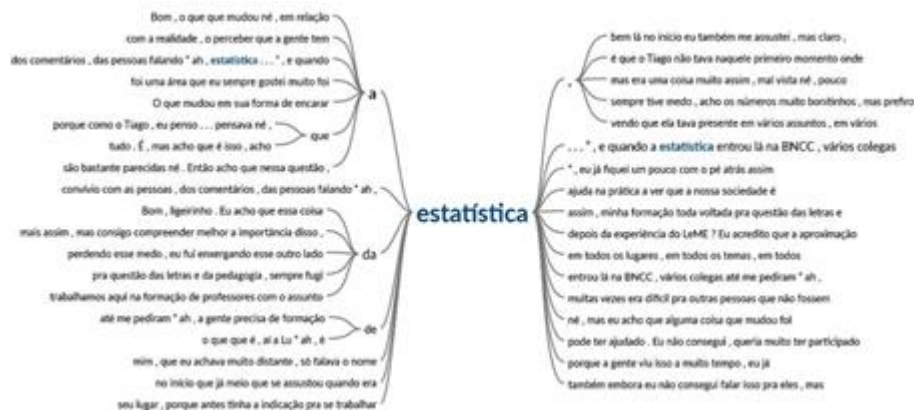 Bom , o que que mudou né , em relação
com a realidade , o perceber que a gente tem
dos comentários , das pessoas falando " ah , estatística . . . " , e quando
foi uma área que eu sempre gostei muito foi
O que mudou em sua forma de encarar
a
porque como o Tiago , eu penso . . . pensava né ,
tudo . É , mas acho que é isso , acho
que
são bastante parecidas né . Então acho que nessa questão ,
convívio com as pessoas , dos comentários , das pessoas falando " ah ,
Bom , ligeirinho . Eu acho que essa coisa
mais assim , mas consigo compreender melhor a importância disso ,
perdendo esse medo , eu fui enxergando esse outro lado
pra questão das letras e da pedagogia , sempre fugi
trabalhamos aqui na formação de professores com o assunto
da
até me pediram " ah , a gente precisa de formação
o que que é , aí a Lu " ah , é
de
mim , que eu achava muito distante , só falava o nome
no início que já meio que se assustou quando era
seu lugar , porque antes tinha a indicação pra se trabalhar
estatística
,
bem lá no início eu também me assustei , mas claro ,
é que o Tiago não tava naquele primeiro momento onde
mas era uma coisa muito assim , mal vista né , pouco
sempre tive medo , acho os números muito bonitinhos , mas prefiro
vendo que ela tava presente em vários assuntos , em vários
. . . " , e quando a estatística entrou lá na BNCC , vários colegas
" , eu já fiquei um pouco com o pé atrás assim
ajuda na prática a ver que a nossa sociedade é
assim , minha formação toda voltada pra questão das letras e
depois da experiência do LeME ? Eu acredito que a aproximação
em todos os lugares , em todos os temas , em todos
entrou lá na BNCC , vários colegas até me pediram " ah ,
muitas vezes era difícil pra outras pessoas que não fossem
né , mas eu acho que alguma coisa que mudou foi
pode ter ajudado . Eu não consegui , queria muito ter participado
porque a gente viu isso a muito tempo , eu já
também embora eu não consegui falar isso pra eles , mas